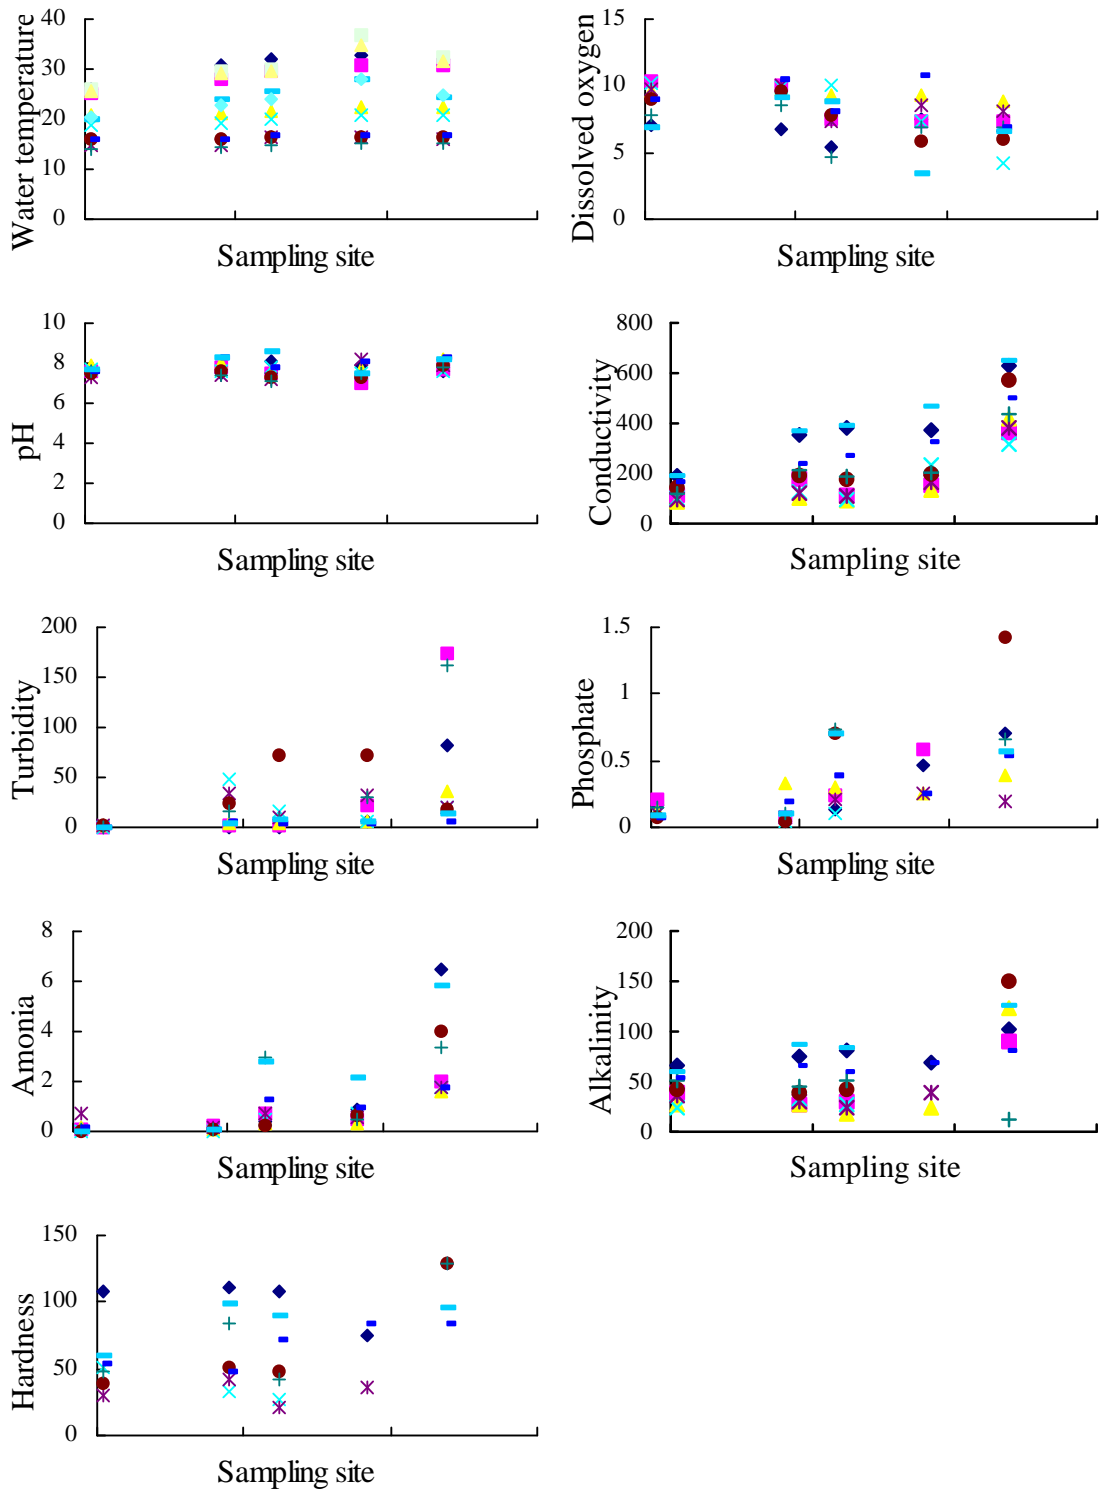 Water temperature
40
30
20
10
0
Sampling site
Dissolved oxygen
15
10
5
0
Sampling site
pH
10
8
6
4
2
0
Sampling site
Conductivity
800
600
400
200
0
Sampling site
Turbidity
200
150
100
50
0
Sampling site
Phosphate
1.5
1
0.5
0
Sampling site
Amonia
8
6
4
2
0
Sampling site
Alkalinity
200
150
100
50
0
Sampling site
Hardness
150
100
50
0
Sampling site